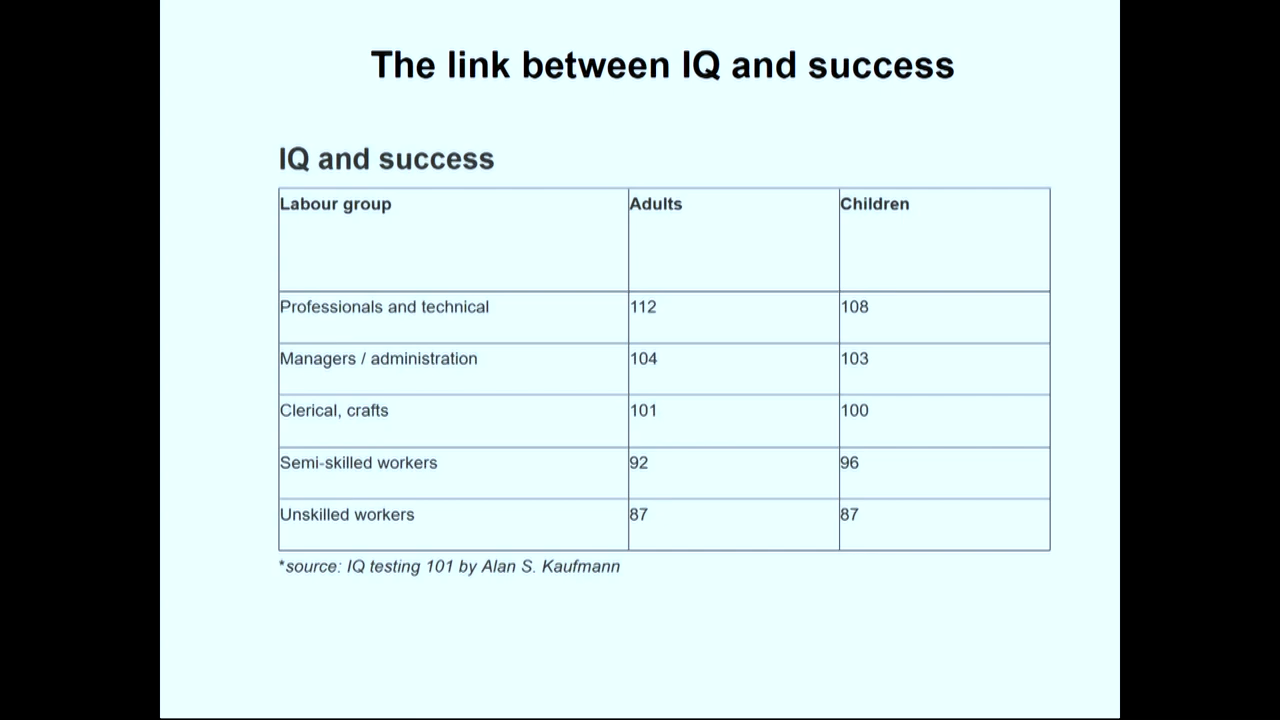 The link between IQ and success
IQ and success
Labour group Adults Children
Professionals and technical 112 108
Managers / administration 104 103
Clerical, crafts 101 100
Semi-skilled workers 92 96
Unskilled workers 87 87
*source: IQ testing 101 by Alan S. Kaufmann